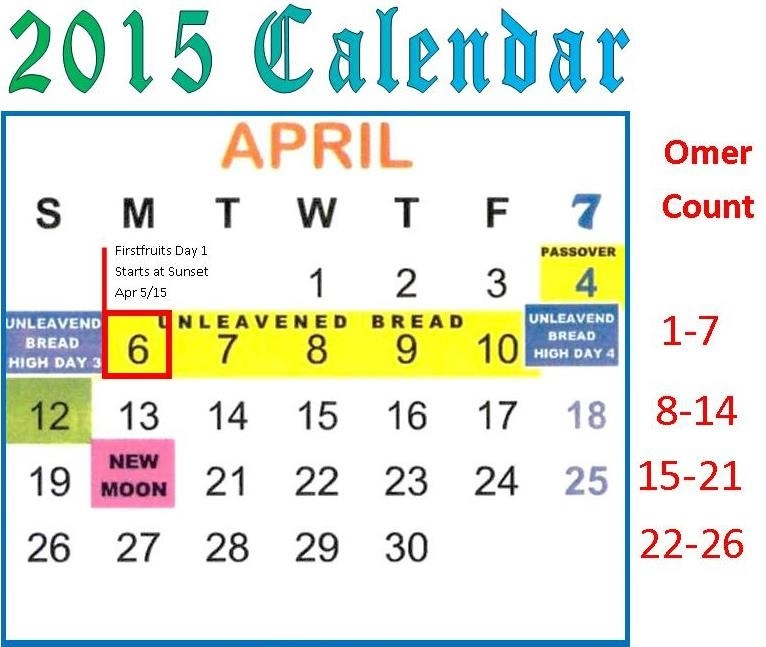 2015 Calendar
APRIL
Omer
Count
S M T W T F 7
Firstfruits Day 1
Starts at Sunset
Apr 5/15
PASSOVER
1 2 3 4
UNLEAVEND
BREAD
HIGH DAY 3
UNLEAVENED BREAD
6 7 8 9 10
UNLEAVEND
BREAD
HIGH DAY 4
1-7
12 13 14 15 16 17 18 8-14
19
NEW
MOON
21 22 23 24 25 15-21
26 27 28 29 30 22-26